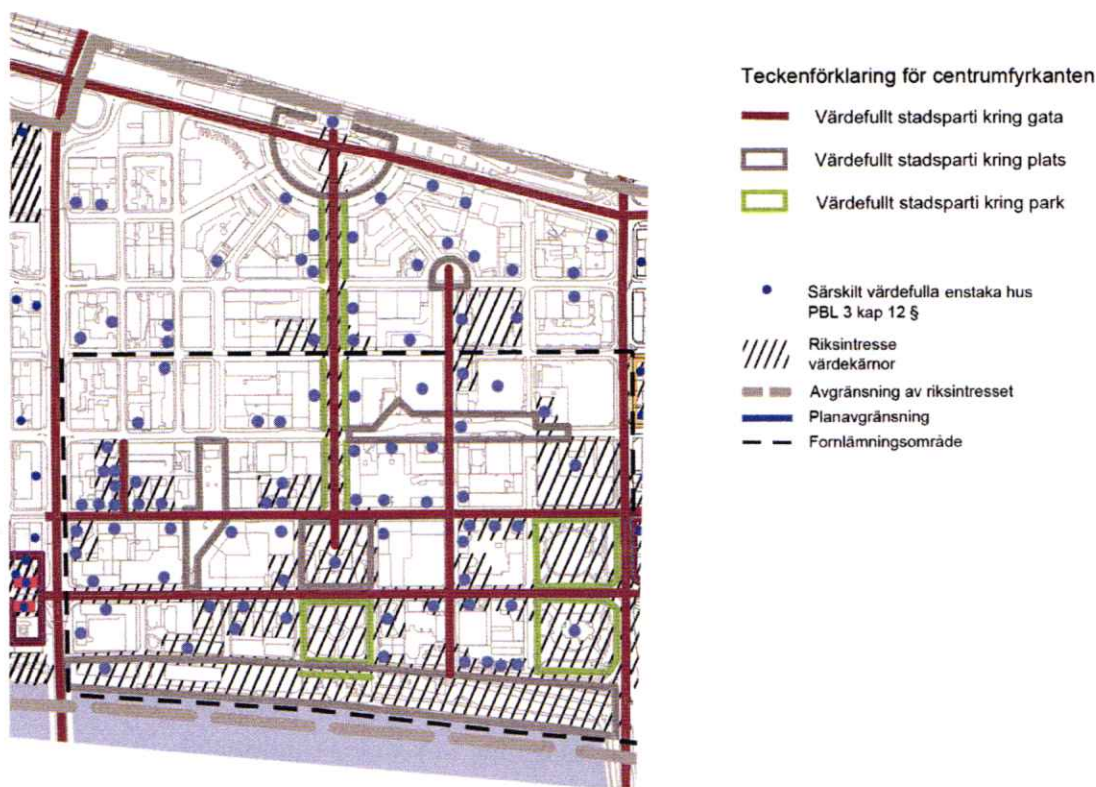 Teckenförklaring för centrumfyrkanten
Värdefullt stadsparti kring gata
Värdefullt stadsparti kring plats
Värdefullt stadsparti kring park
Särskilt värdefulla enstaka hus
PBL 3 kap 12 §
Riksintresse
värdekärnor
Avgränsning av riksintresset
Planavgränsning
Fornlämningsområde